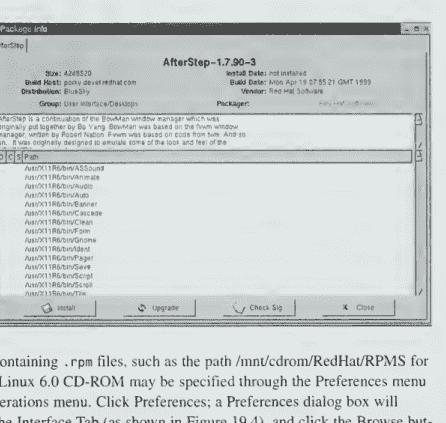 Package Info
AfterStep
AfterStep-1.7.90-3
Size: 4248520 Install Date: not installed
Build Host: porky.devel.redhat.com Build Date: Mon Apr 19 07:55:21 GMT 1999
Distribution: BlueSky Vendor: Red Hat Software
Group: User Interface/Desktops Packager:
AfterStep is a continuation of the BowMan window manager which was
originally put together by Bo Yang. BowMan was based on the fvwm window
manager, written by Robert Nation. Fvwm was based on code from twm. And so
on. It was originally designed to emulate some of the look and feel of the
D C S Path
/usr/X11R6/bin/ASSound
/usr/X11R6/bin/Animate
/usr/X11R6/bin/Audio
/usr/X11R6/bin/Auto
/usr/X11R6/bin/Banner
/usr/X11R6/bin/Cascade
/usr/X11R6/bin/Clean
/usr/X11R6/bin/Form
/usr/X11R6/bin/Gnome
/usr/X11R6/bin/Ident
/usr/X11R6/bin/Pager
/usr/X11R6/bin/Save
/usr/X11R6/bin/Script
/usr/X11R6/bin/Scroll
/usr/X11R6/bin/Tile
Install Upgrade Check Sig Close
ontaining .rpm files, such as the path /mnt/cdrom/RedHat/RPMS for
Linux 6.0 CD-ROM may be specified through the Preferences menu
erations menu. Click Preferences; a Preferences dialog box will
he Interface Tab (as shown in Figure 19.4), and click the Browse but-